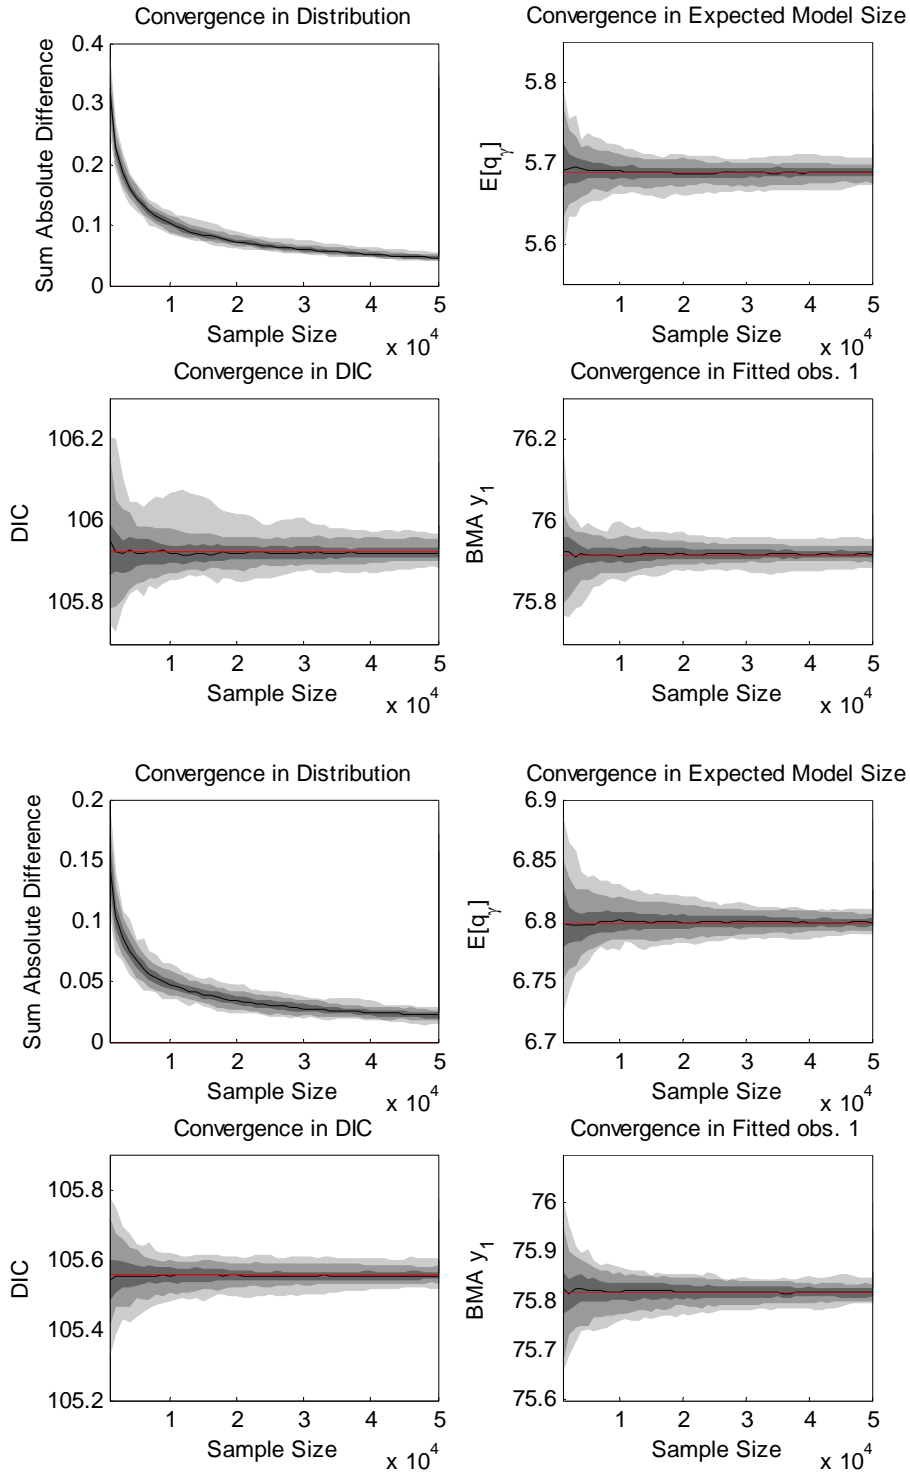 Convergence in Distribution
Sum Absolute Difference
0.4
0.3
0.2
0.1
0
1 2 3 4 5
Sample Size
x 10^4
Convergence in Expected Model Size
E[q_γ]
5.8
5.7
5.6
1 2 3 4 5
Sample Size
x 10^4
Convergence in DIC
DIC
106.2
106
105.8
1 2 3 4 5
Sample Size
x 10^4
Convergence in Fitted obs. 1
BMA y_1
76.2
76
75.8
1 2 3 4 5
Sample Size
x 10^4
Convergence in Distribution
Sum Absolute Difference
0.2
0.15
0.1
0.05
0
1 2 3 4 5
Sample Size
x 10^4
Convergence in Expected Model Size
E[q_γ]
6.9
6.85
6.8
6.75
6.7
1 2 3 4 5
Sample Size
x 10^4
Convergence in DIC
DIC
105.8
105.6
105.4
105.2
1 2 3 4 5
Sample Size
x 10^4
Convergence in Fitted obs. 1
BMA y_1
76
75.9
75.8
75.7
75.6
1 2 3 4 5
Sample Size
x 10^4